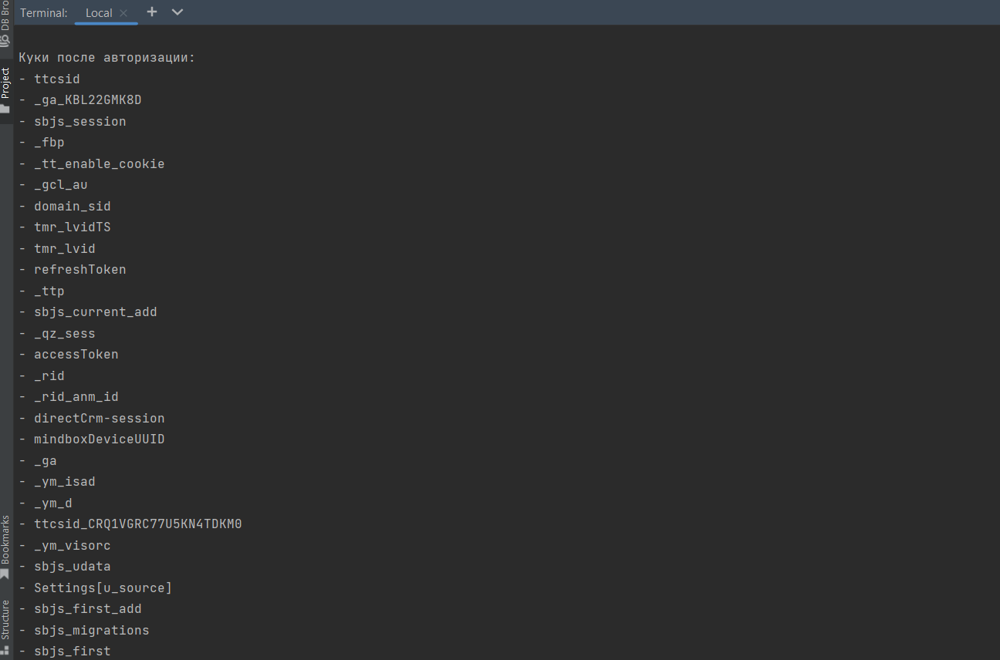 Terminal: Local
DB Bro
Project
Bookmarks
Structure
Куки после авторизации:
- ttcsid
- _ga_KBL22GMK8D
- sbjs_session
- _fbp
- _tt_enable_cookie
- _gcl_au
- domain_sid
- tmr_lvidTS
- tmr_lvid
- refreshToken
- _ttp
- sbjs_current_add
- _qz_sess
- accessToken
- _rid
- _rid_anm_id
- directCrm-session
- mindboxDeviceUUID
- _ga
- _ym_isad
- _ym_d
- ttcsid_CRQ1VGRC77U5KN4TDKM0
- _ym_visorc
- sbjs_udata
- Settings[u_source]
- sbjs_first_add
- sbjs_migrations
- sbjs_first